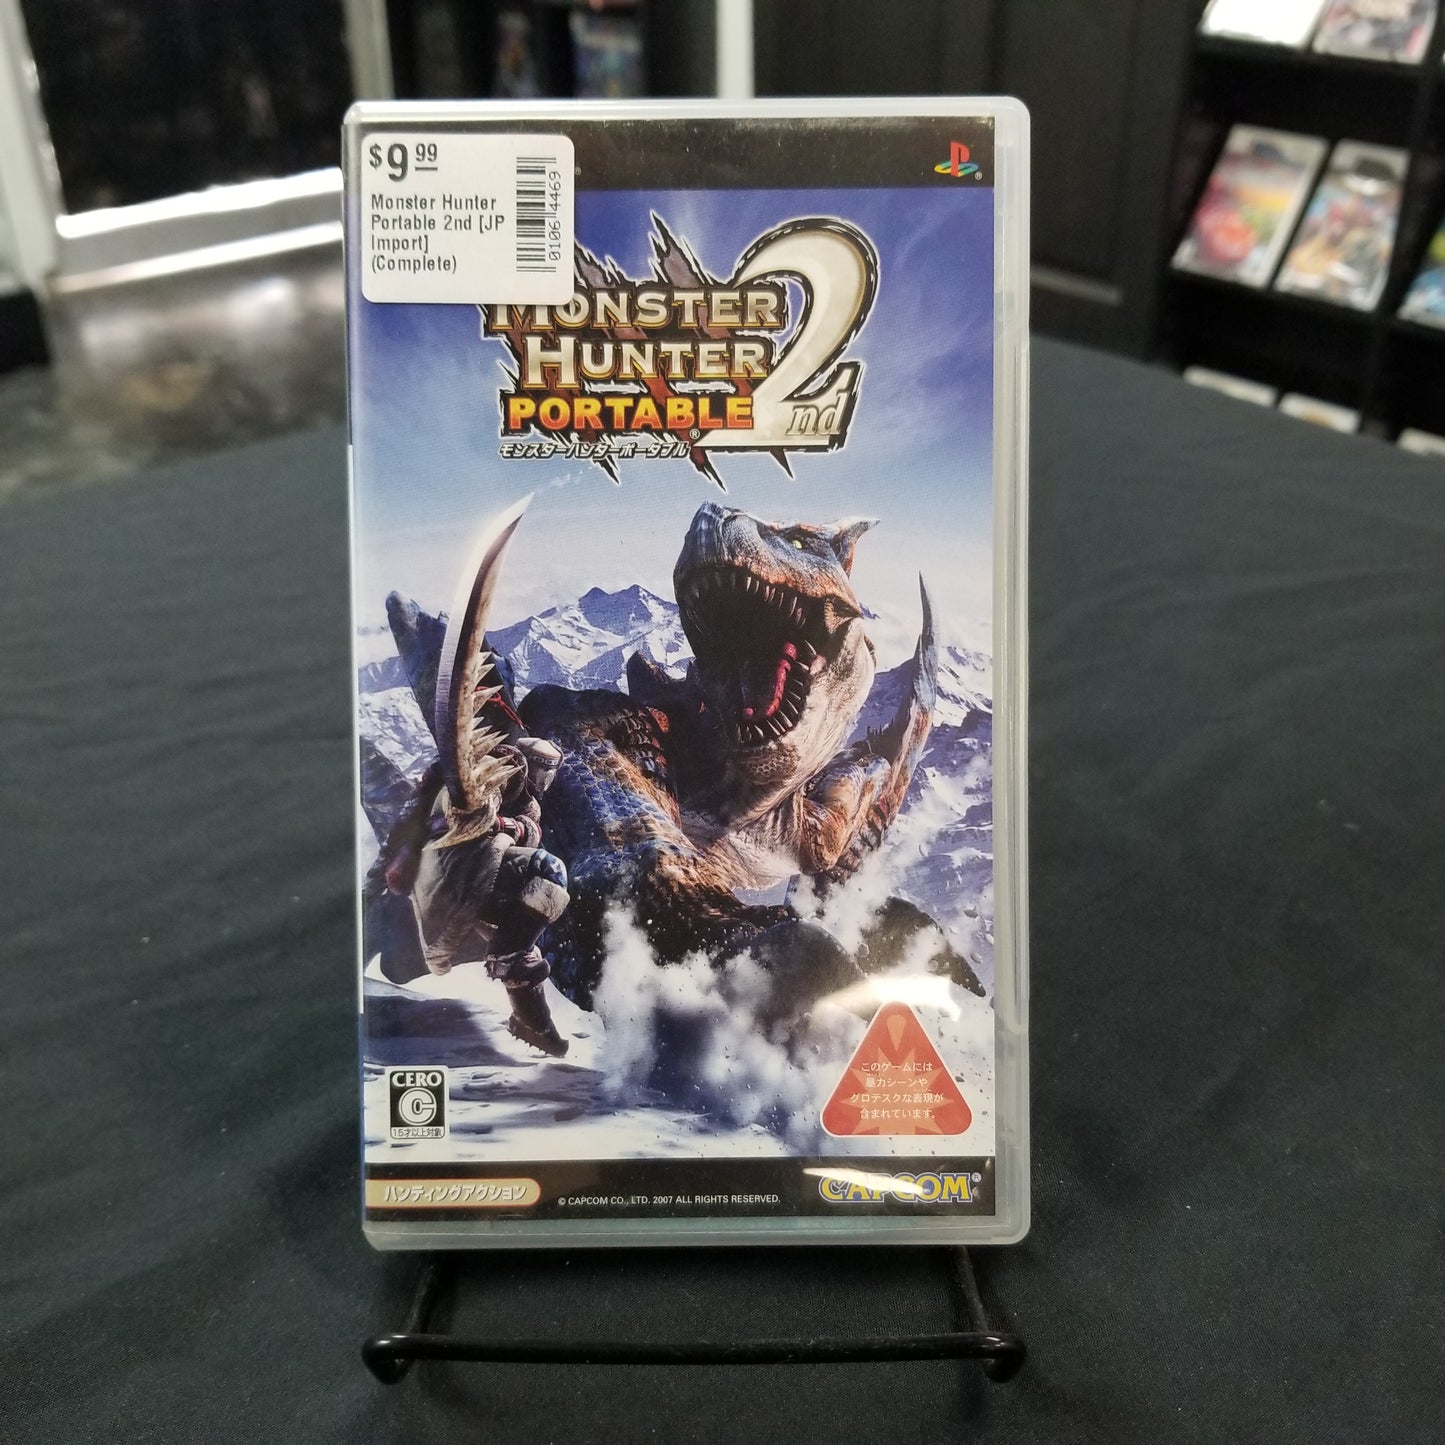 $9 99
Monster Hunter
Portable 2nd [JP
Import]
(Complete)
0106 4469
MONSTER
HUNTER
PORTABLE
2nd
モンスターハンターポータブル
このゲームには
暴力シーンや
グロテスクな表現が
含まれています。
CERO
C
15才以上対象
ハンティングアクション
© CAPCOM CO., LTD. 2007 ALL RIGHTS RESERVED.
CAPCOM